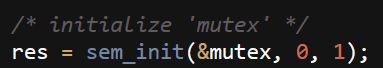 /* initialize 'mutex' */
res = sem_init(&mutex, 0, 1);